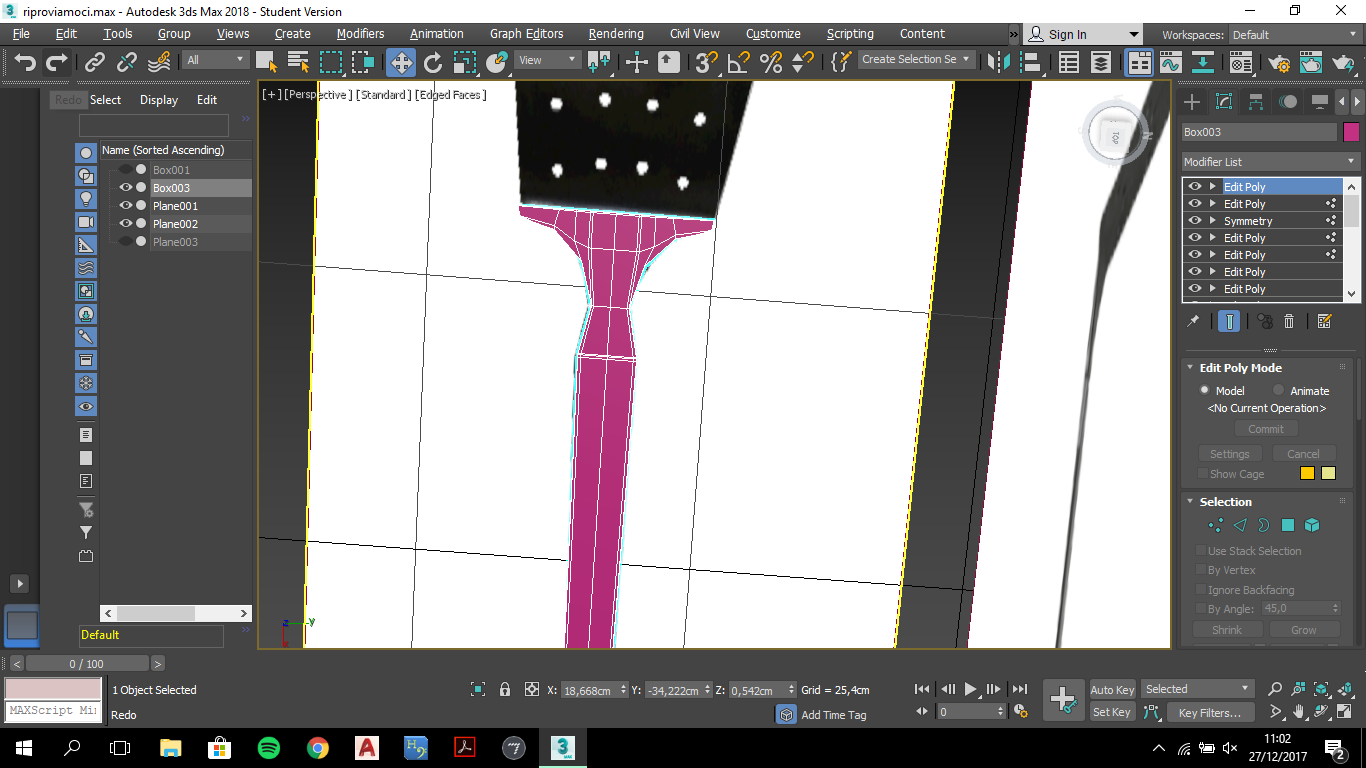 riproviamoci.max - Autodesk 3ds Max 2018 - Student Version
File Edit Tools Group Views Create Modifiers Animation Graph Editors Rendering Civil View Customize Scripting Content » Sign In Workspaces: Default
All View Create Selection Se
Redo Select Display Edit
[+] [Perspective ] [Standard ] [Edged Faces ]
TOP
N
Box003
Name (Sorted Ascending)
Modifier List
Box001
Box003
Plane001
Plane002
Plane003
Edit Poly
Edit Poly
Symmetry
Edit Poly
Edit Poly
Edit Poly
Edit Poly
Edit Poly Mode
Model Animate
<No Current Operation>
Commit
Settings Cancel
Show Cage
Selection
Use Stack Selection
By Vertex
Ignore Backfacing
By Angle: 45,0
Shrink Grow
z y
Default
0 / 100
1 Object Selected
X: 18,668cm Y: -34,222cm Z: 0,542cm Grid = 25,4cm
Auto Key Selected
MAXScript Mi
Redo
Add Time Tag
0
Set Key Key Filters...
11:02
27/12/2017
2